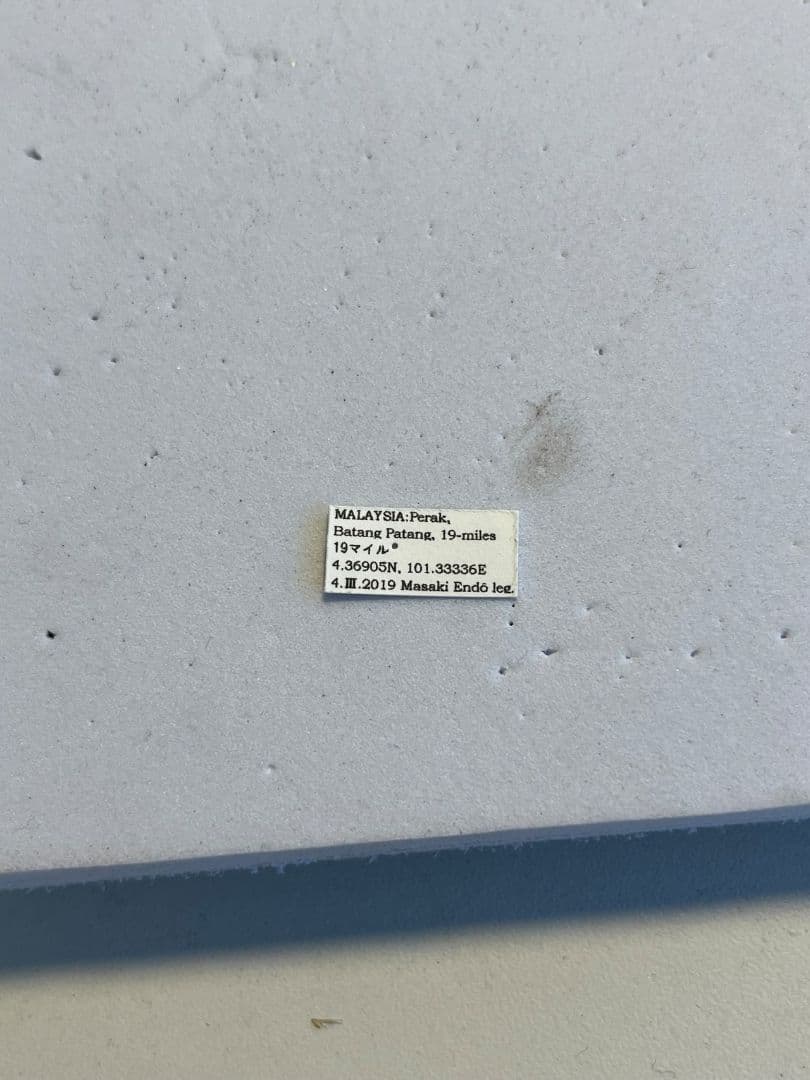 MALAYSIA:Perak,
Batang Patang, 19-miles
19マイル
4.36905N, 101.33336E
4.Ⅲ.2019 Masaki Endô leg.